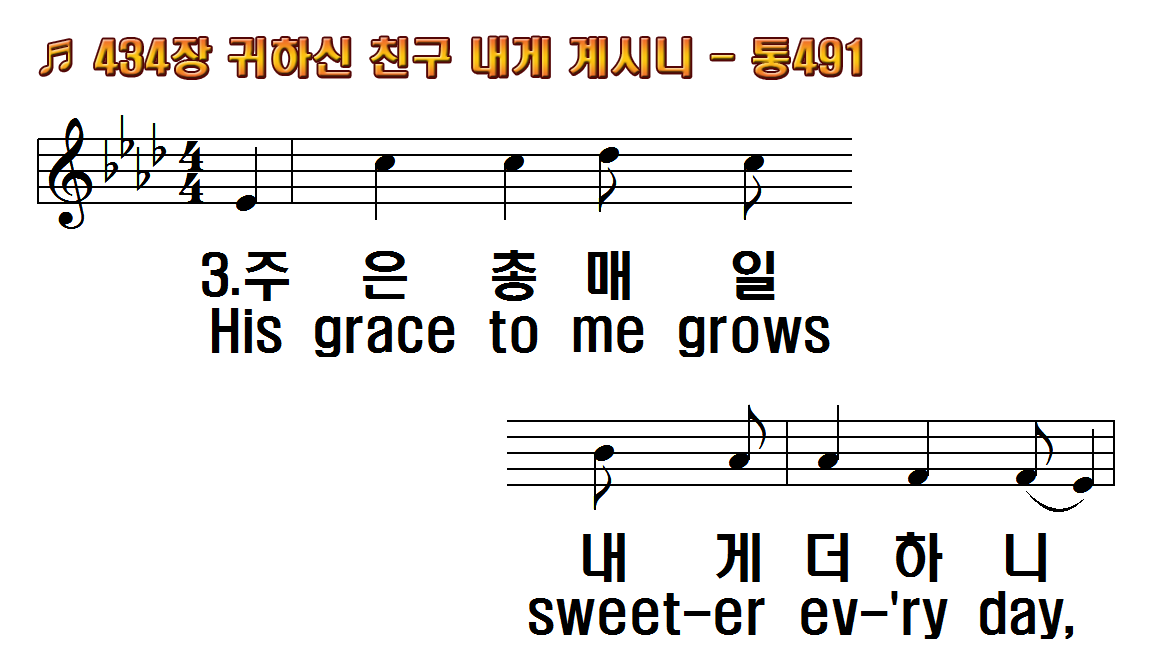 ♬ 434장 귀하신 친구 내게 계시니 - 통491
4
4
3.주 은 총 매 일
His grace to me grows
내 게 더 하 니
sweet-er ev-'ry day,